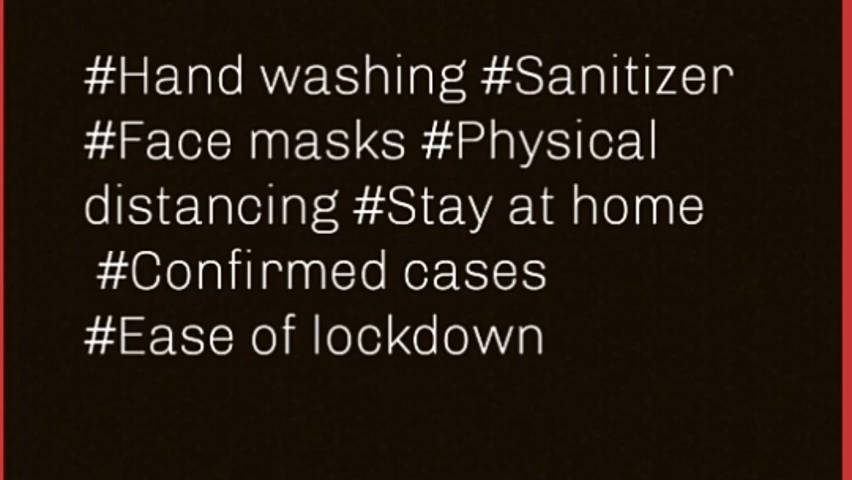 #Hand washing #Sanitizer
#Face masks #Physical
distancing #Stay at home
#Confirmed cases
#Ease of lockdown